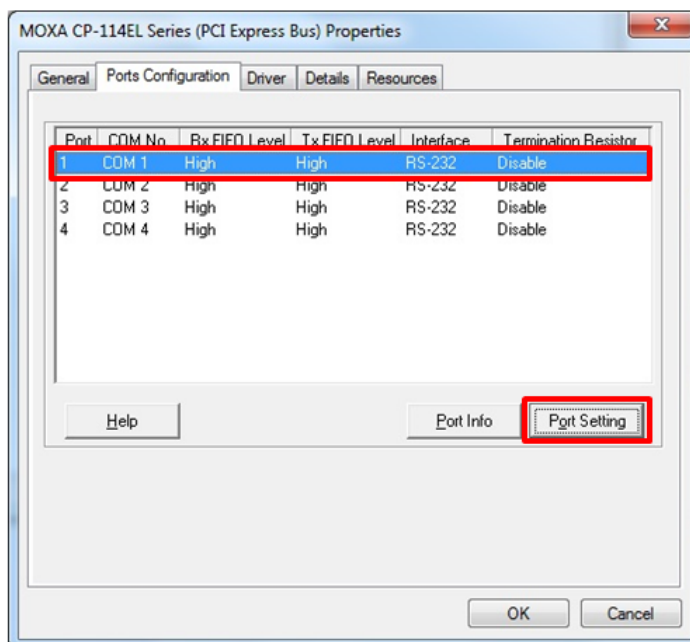 MOXA CP-114EL Series (PCI Express Bus) Properties
General Ports Configuration Driver Details Resources
Port COM No. Rx FIFO Level Tx FIFO Level Interface Termination Resistor
1 COM 1 High High RS-232 Disable
2 COM 2 High High RS-232 Disable
3 COM 3 High High RS-232 Disable
4 COM 4 High High RS-232 Disable
Help Port Info Port Setting
OK Cancel